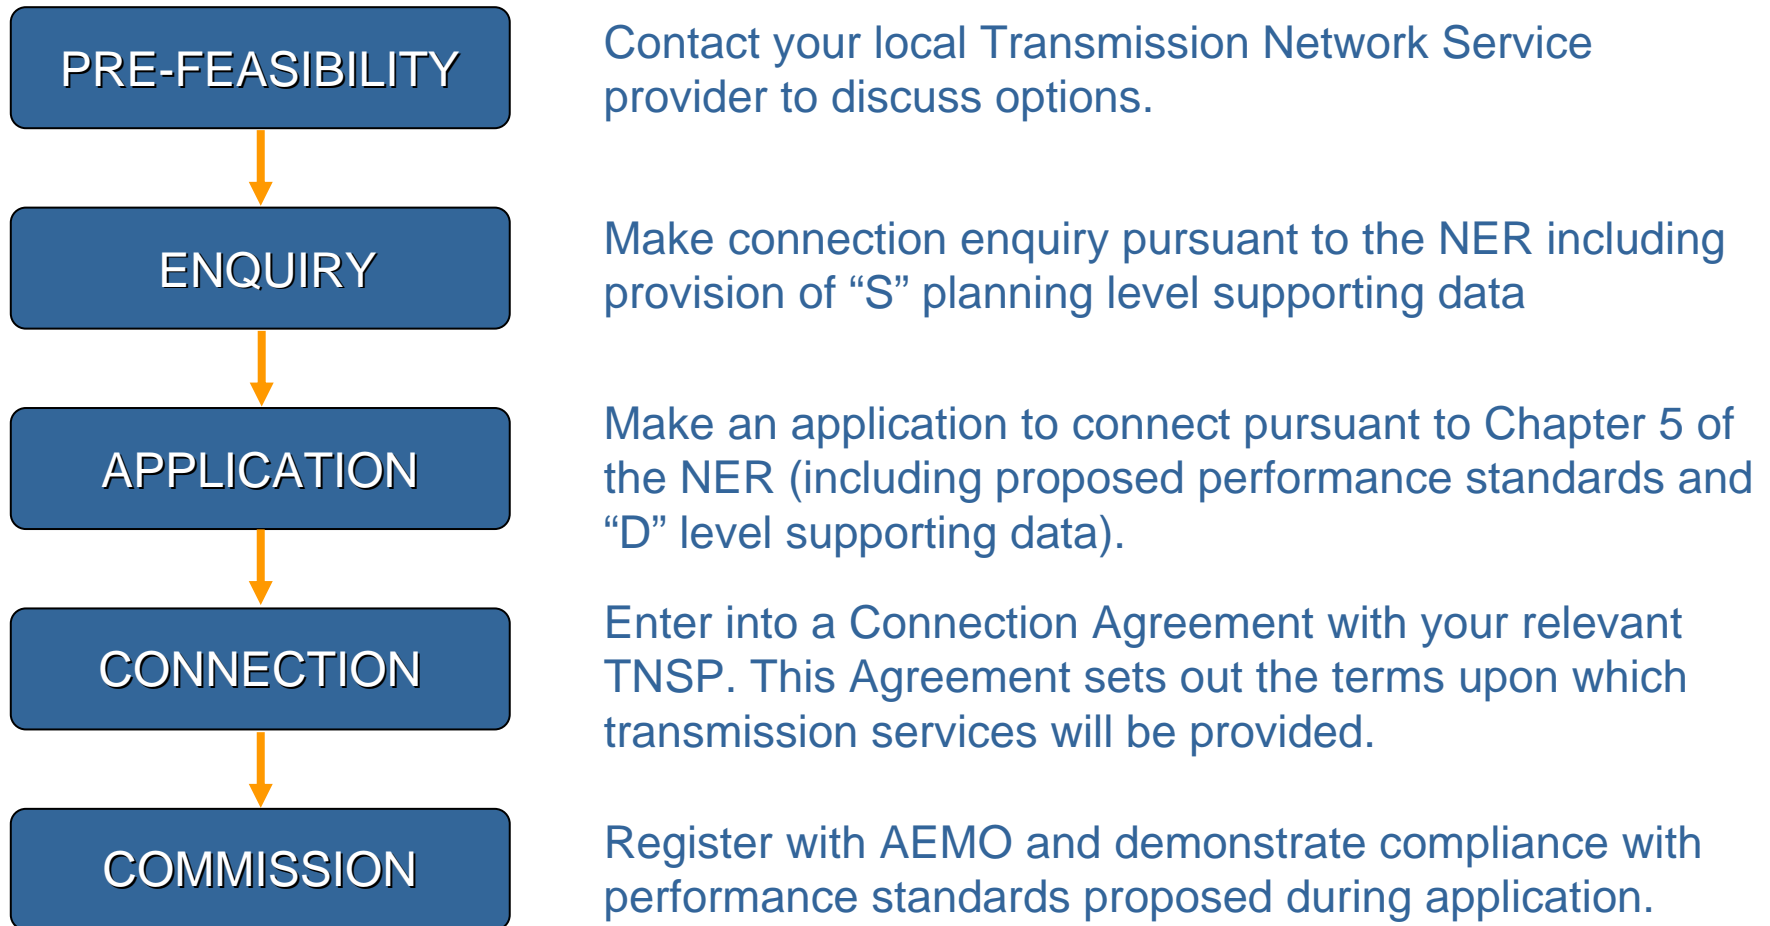 PRE-FEASIBILITY
Contact your local Transmission Network Service
provider to discuss options.
ENQUIRY
Make connection enquiry pursuant to the NER including
provision of “S” planning level supporting data
APPLICATION
Make an application to connect pursuant to Chapter 5 of
the NER (including proposed performance standards and
“D” level supporting data).
CONNECTION
Enter into a Connection Agreement with your relevant
TNSP. This Agreement sets out the terms upon which
transmission services will be provided.
COMMISSION
Register with AEMO and demonstrate compliance with
performance standards proposed during application.